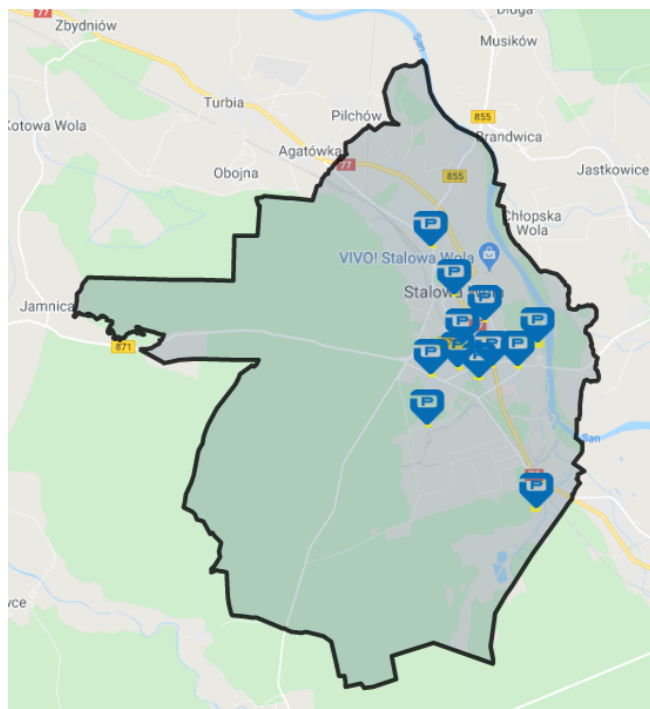 Długa
77
Zbydniów
San
Musików
Turbia
Pilchów
855
Kotowa Wola
Brandwica
Agatówka
77
Jastkowice
Obojna
855
Chłopska
Wola
P
VIVO! Stalowa Wola
P
Stalowa
P
Jamnica
P
P
871
P
P
P
P
P
P
San
P